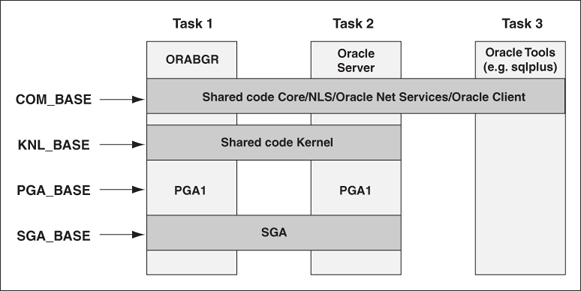 Task 1 Task 2 Task 3
ORABGR
Oracle
Server
Oracle Tools
(e.g. sqlplus)
COM_BASE
Shared code Core/NLS/Oracle Net Services/Oracle Client
KNL_BASE
Shared code Kernel
PGA_BASE
PGA1 PGA1
SGA_BASE
SGA